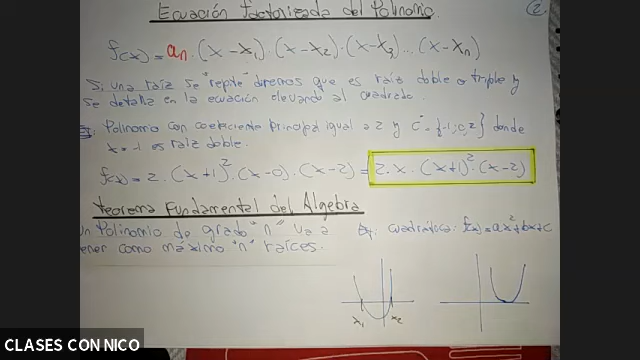 Ecuación factorizada del Polinomio.
2
f(x) = an · (x – x1) · (x – x2) · (x – x3)... (x – xn)
Si una raíz se "repite" diremos que es raíz doble o triple y
se detalla en la ecuación elevando al cuadrado.
Polinomio con coeficiente principal igual a 2 y C° = {-1; 0; 2} donde
x = -1 es raíz doble.
f(x) = 2 · (x+1)² · (x-0) · (x-2) = 2·x · (x+1)² · (x-2)
Teorema Fundamental del Álgebra
un Polinomio de grado "n" va a
ener como máximo "n" raíces.
Ej: cuadrática: f(x) = ax² + bx + c
x1 x2
CLASES CON NICO